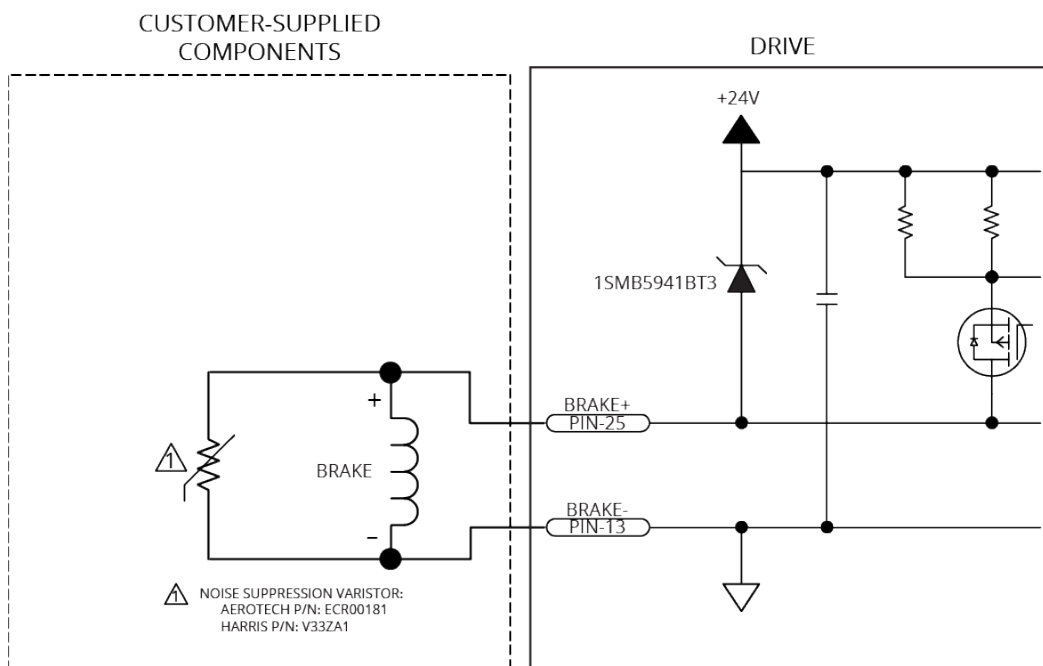 CUSTOMER-SUPPLIED
COMPONENTS
DRIVE
+24V
1SMB5941BT3
BRAKE+
PIN-25
+
1
BRAKE
BRAKE-
PIN-13
–
1 NOISE SUPPRESSION VARISTOR:
AEROTECH P/N: ECR00181
HARRIS P/N: V33ZA1